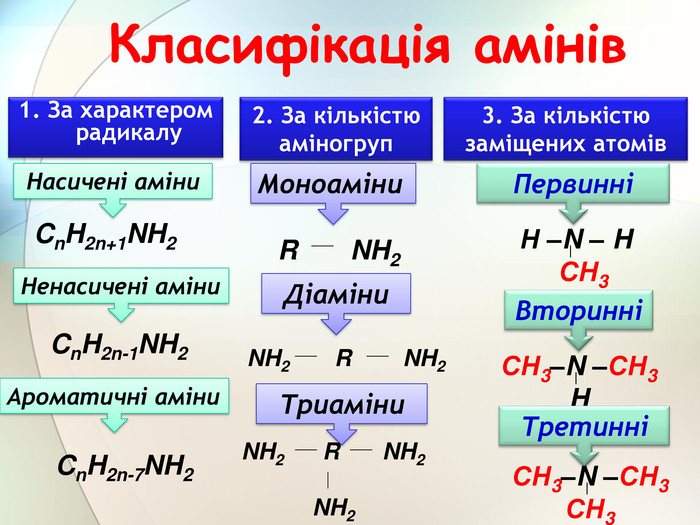 Класифікація амінів
1. За характером
радикалу
Насичені аміни
CnH2n+1NH2
Ненасичені аміни
CnH2n-1NH2
Ароматичні аміни
CnH2n-7NH2
2. За кількістю
аміногруп
Моноаміни
R — NH2
Діаміни
NH2 — R — NH2
Триаміни
NH2 — R — NH2
NH2
3. За кількістю
заміщених атомів
Первинні
H –N – H
CH3
Вторинні
CH3–N –CH3
H
Третинні
CH3–N –CH3
CH3